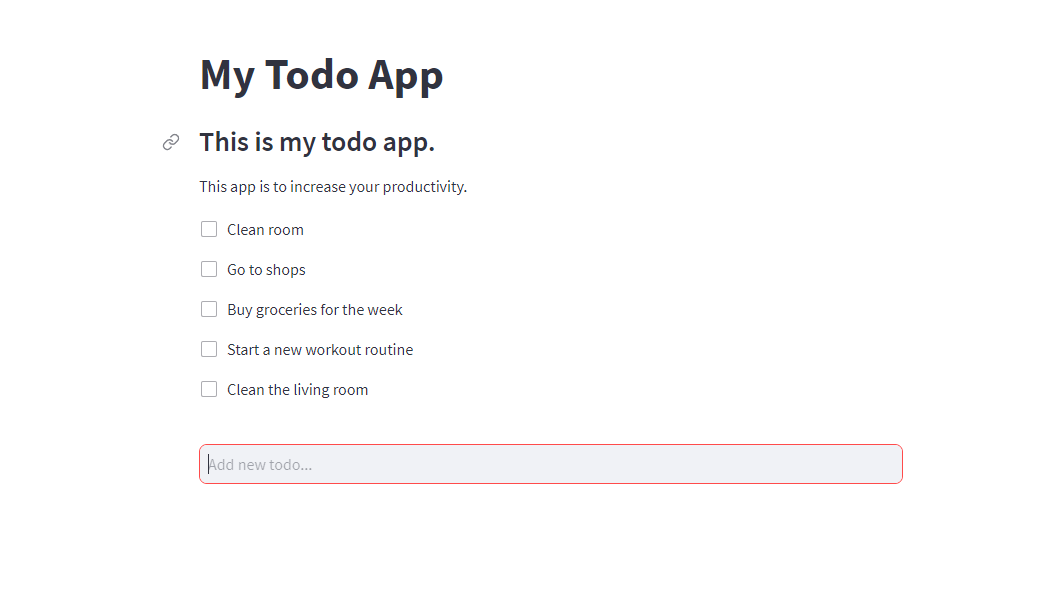 My Todo App
This is my todo app.
This app is to increase your productivity.
Clean room
Go to shops
Buy groceries for the week
Start a new workout routine
Clean the living room
Add new todo...